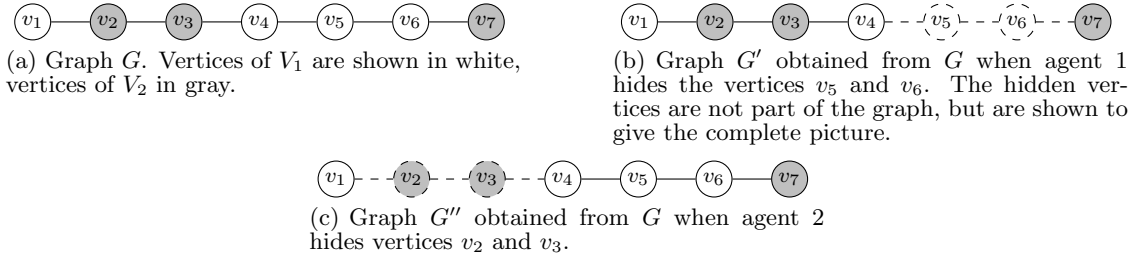 v1 v2 v3 v4 v5 v6 v7
(a) Graph G. Vertices of V1 are shown in white,
vertices of V2 in gray.
v1 v2 v3 v4 v5 v6 v7
(b) Graph G′ obtained from G when agent 1
hides the vertices v5 and v6. The hidden ver-
tices are not part of the graph, but are shown to
give the complete picture.
v1 v2 v3 v4 v5 v6 v7
(c) Graph G″ obtained from G when agent 2
hides vertices v2 and v3.